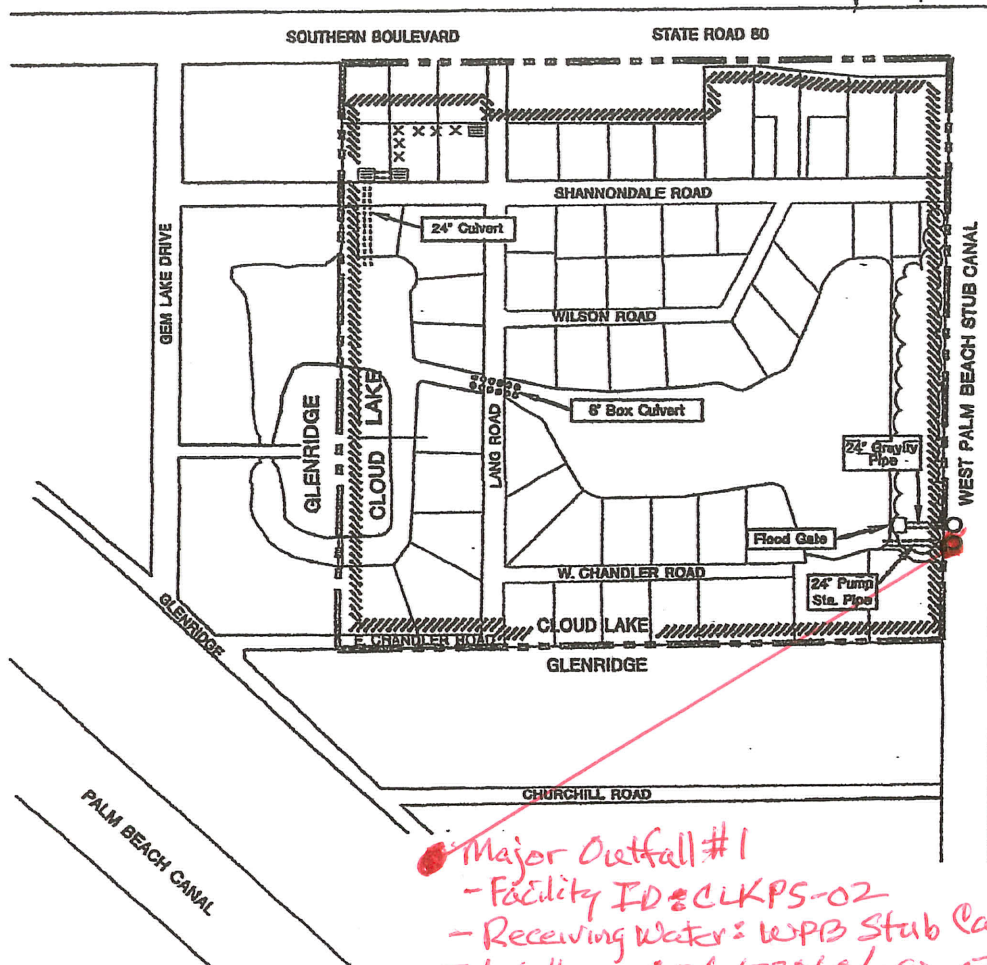 SOUTHERN BOULEVARD
STATE ROAD 80
SHANNONDALE ROAD
24" Culvert
GEM LAKE DRIVE
WEST PALM BEACH STUB CANAL
WILSON ROAD
GLENRIDGE
CLOUD LAKE
LANG ROAD
6' Box Culvert
24" Gravity
Pipe
Flood Gate
W. CHANDLER ROAD
24" Pump
Sta. Pipe
GLENRIDGE
E. CHANDLER ROAD
CLOUD LAKE
GLENRIDGE
CHURCHILL ROAD
PALM BEACH CANAL
Major Outfall #1
- Facility ID: CLKPS-02
- Receiving Water: WPB Stub Ca